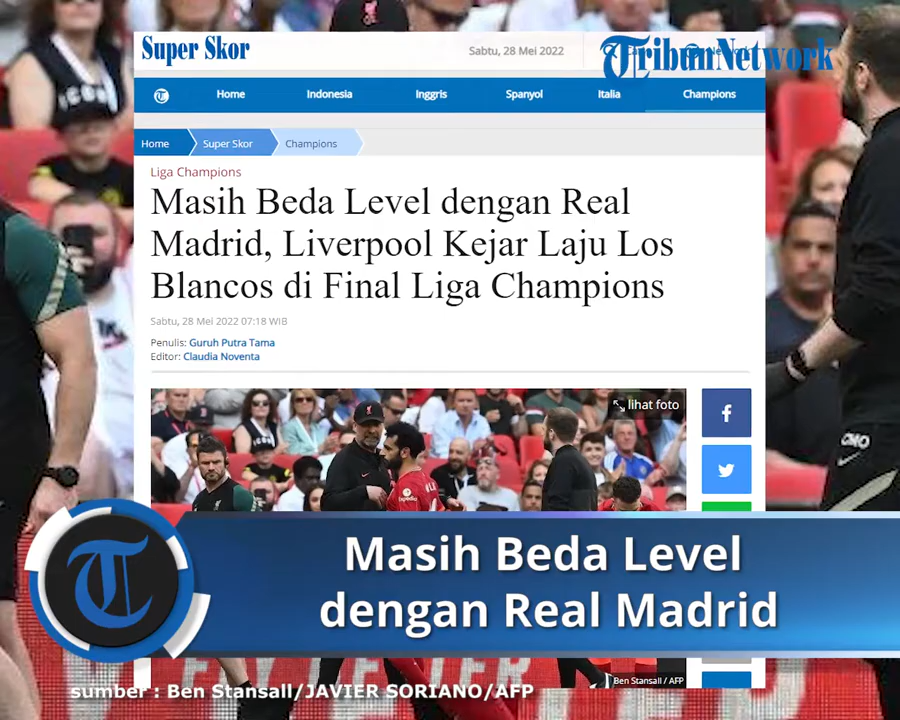 Super Skor
Sabtu, 28 Mei 2022
TribunNetwork
Home
Indonesia
Inggris
Spanyol
Italia
Champions
Home
Super Skor
Champions
Liga Champions
Masih Beda Level dengan Real
Madrid, Liverpool Kejar Laju Los
Blancos di Final Liga Champions
Sabtu, 28 Mei 2022 07:18 WIB
Penulis: Guruh Putra Tama
Editor: Claudia Noventa
lihat foto
Masih Beda Level
dengan Real Madrid
Ben Stansall / AFP
sumber : Ben Stansall/JAVIER SORIANO/AFP